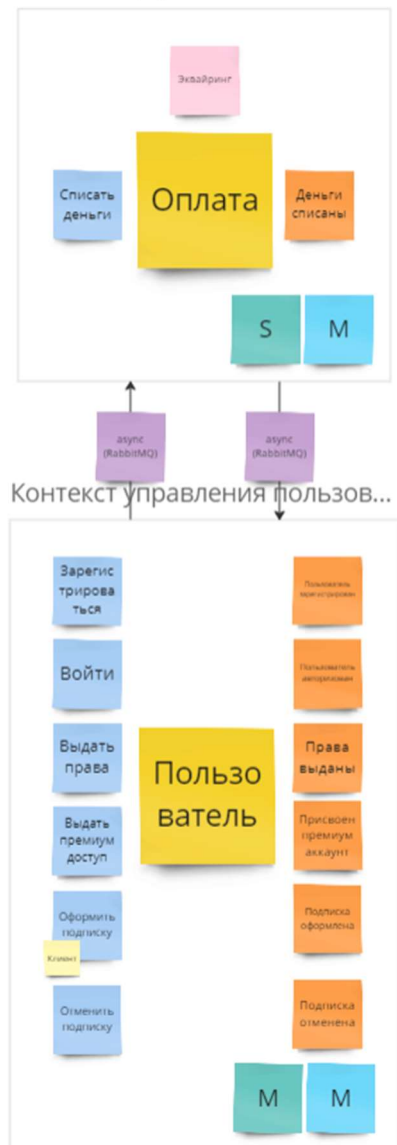 Эквайринг
Списать
деньги
Оплата
Деньги
списаны
S
M
async
(RabbitMQ)
async
(RabbitMQ)
Контекст управления пользов...
Зарегис
трирова
ться
Пользователь
зарегистрирован
Войти
Пользователь
авторизован
Выдать
права
Права
выданы
Пользо
ватель
Выдать
премиум
доступ
Присвоен
премиум
аккаунт
Оформить
подписку
Клиент
Подписка
оформлена
Отменить
подписку
Подписка
отменена
M
M